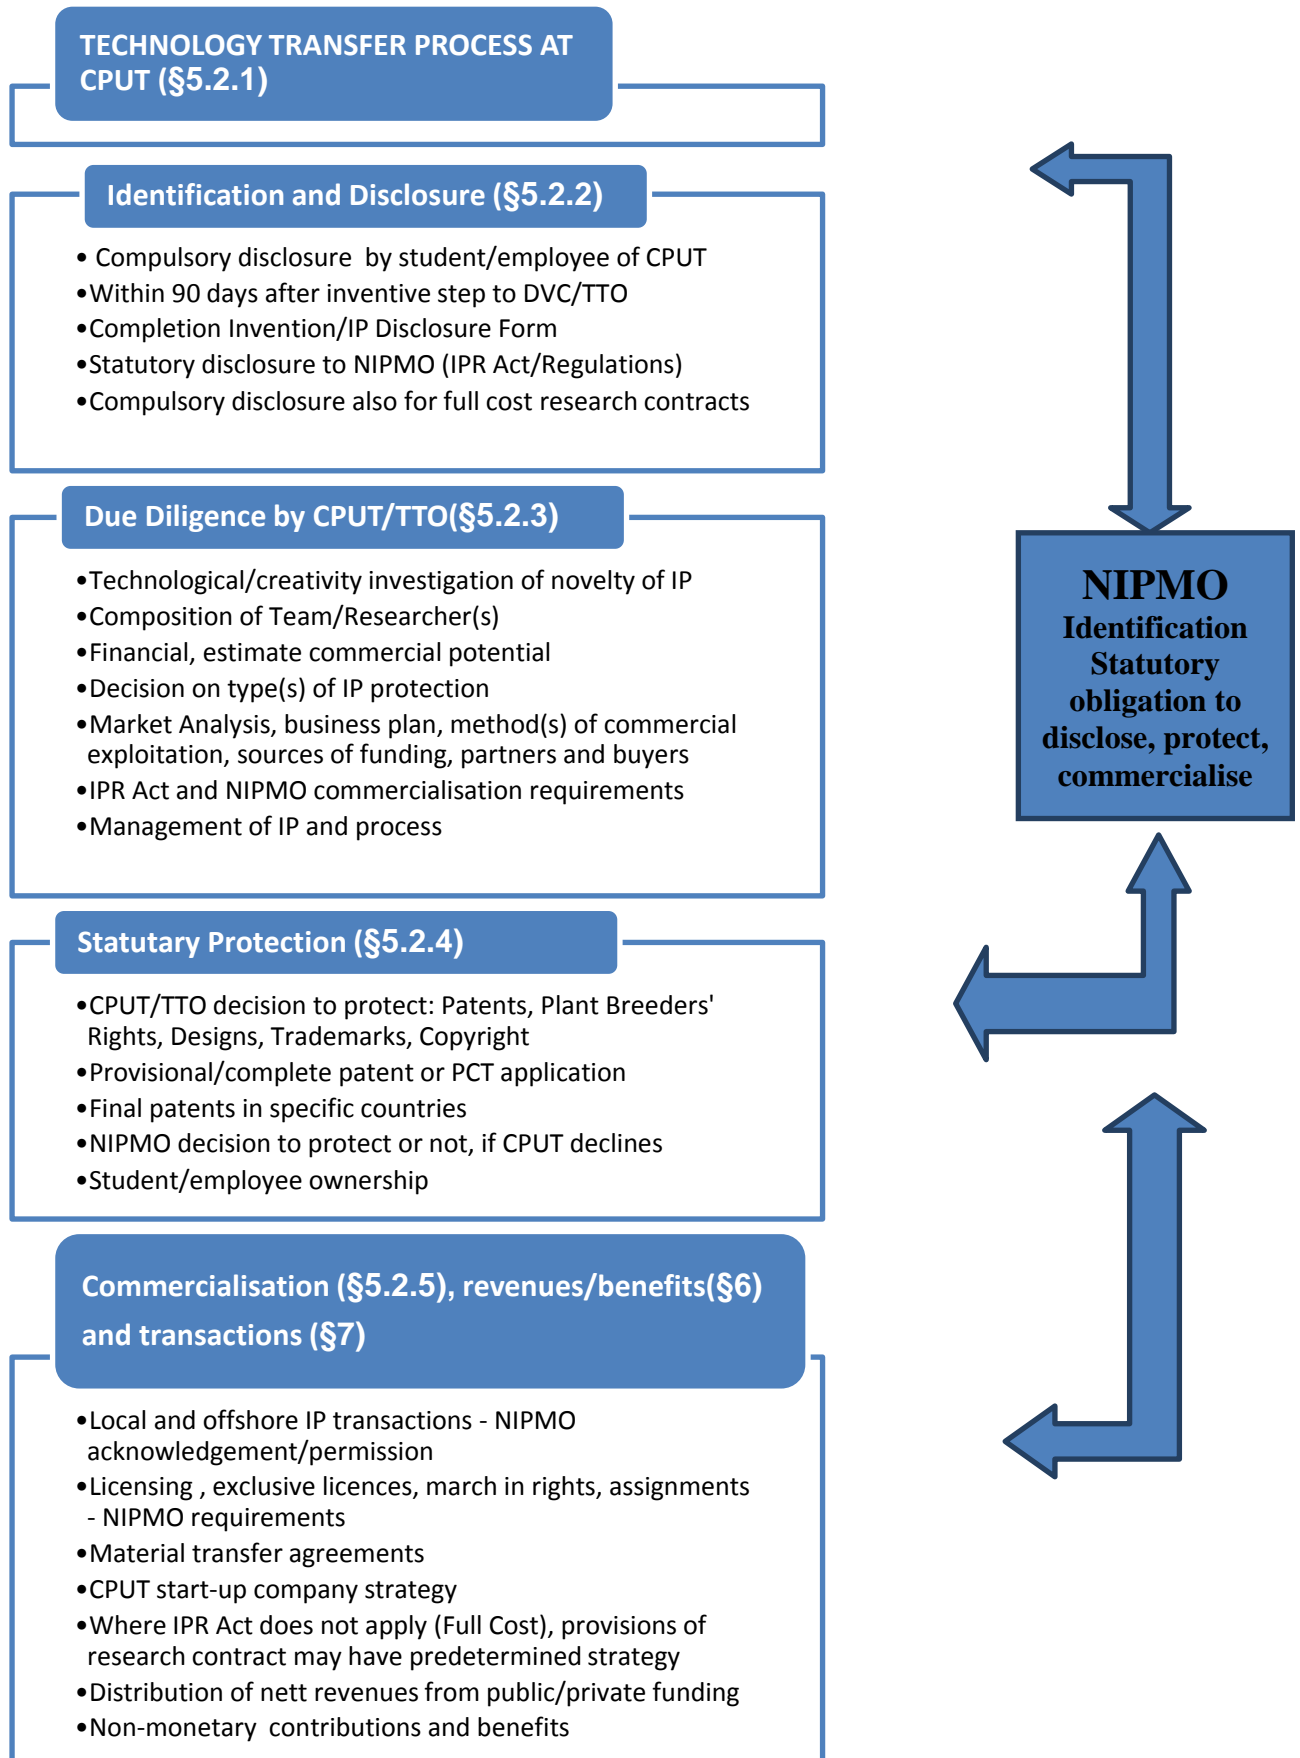 TECHNOLOGY TRANSFER PROCESS AT
CPUT (§5.2.1)
Identification and Disclosure (§5.2.2)
• Compulsory disclosure  by student/employee of CPUT
•Within 90 days after inventive step to DVC/TTO
•Completion Invention/IP Disclosure Form
•Statutory disclosure to NIPMO (IPR Act/Regulations)
•Compulsory disclosure also for full cost research contracts
Due Diligence by CPUT/TTO(§5.2.3)
•Technological/creativity investigation of novelty of IP
•Composition of Team/Researcher(s)
•Financial, estimate commercial potential
•Decision on type(s) of IP protection
•Market Analysis, business plan, method(s) of commercial
exploitation, sources of funding, partners and buyers
•IPR Act and NIPMO commercialisation requirements
•Management of IP and process
Statutary Protection (§5.2.4)
•CPUT/TTO decision to protect: Patents, Plant Breeders'
Rights, Designs, Trademarks, Copyright
•Provisional/complete patent or PCT application
•Final patents in specific countries
•NIPMO decision to protect or not, if CPUT declines
•Student/employee ownership
Commercialisation (§5.2.5), revenues/benefits(§6)
and transactions (§7)
•Local and offshore IP transactions - NIPMO
acknowledgement/permission
•Licensing , exclusive licences, march in rights, assignments
- NIPMO requirements
•Material transfer agreements
•CPUT start-up company strategy
•Where IPR Act does not apply (Full Cost), provisions of
research contract may have predetermined strategy
•Distribution of nett revenues from public/private funding
•Non-monetary  contributions and benefits
NIPMO
Identification
Statutory
obligation to
disclose, protect,
commercialise